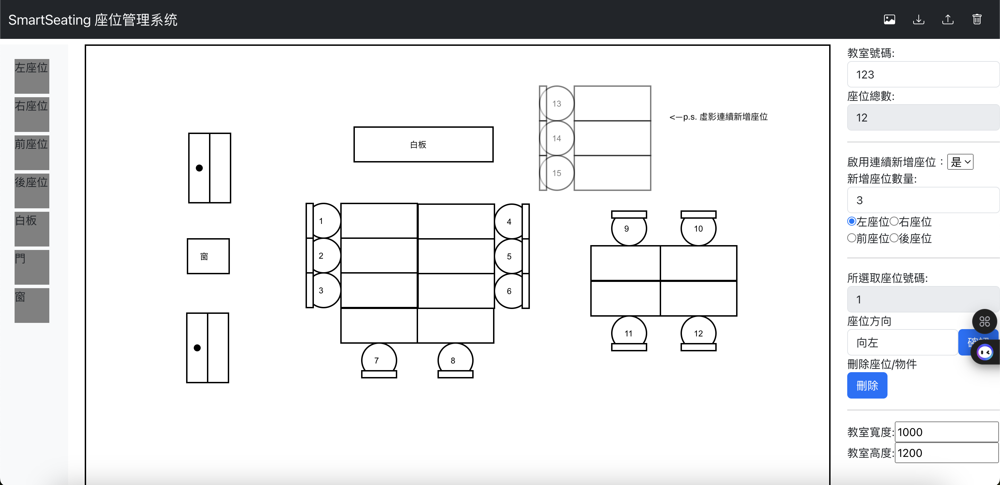 SmartSeating 座位管理系统
左座位
右座位
前座位
後座位
白板
門
窗
13
14
15
<—p.s. 虛影連續新增座位
白板
窗
1
2
3
4
5
6
7
8
9
10
11
12
教室號碼:
123
座位總數:
12
啟用連續新增座位：是
新增座位數量:
3
左座位右座位
前座位後座位
所選取座位號碼:
1
座位方向
向左
刪除座位/物件
刪除
教室寬度:1000
教室高度:1200